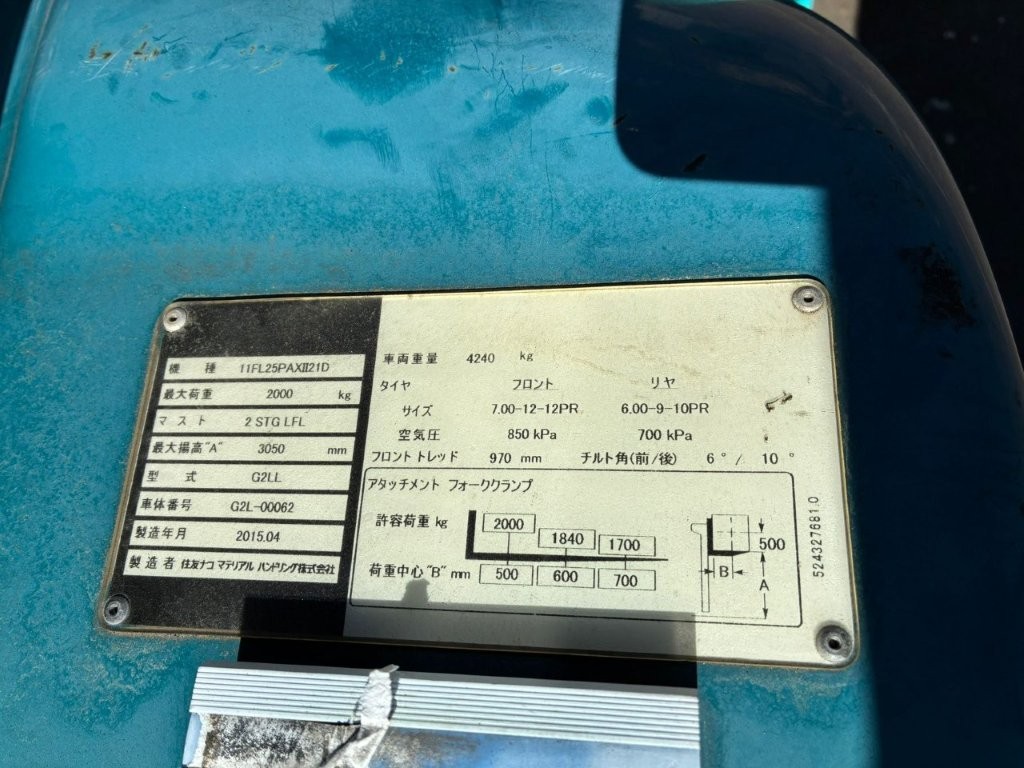 機種 11FL25PAXⅡ21D
最大荷重 2000 kg
マスト 2 STG LFL
最大揚高"A" 3050 mm
型式 G2LL
車体番号 G2L-00062
製造年月 2015.04
製造者 住友ナコ マテリアル ハンドリング株式会社
車両重量 4240 kg
タイヤ フロント リヤ
サイズ 7.00-12-12PR 6.00-9-10PR
空気圧 850 kPa 700 kPa
フロントトレッド 970 mm チルト角(前/後) 6° / 10°
アタッチメント フォーククランプ
許容荷重 kg 2000 1840 1700
荷重中心"B" mm 500 600 700
500
B
A
524327681.0